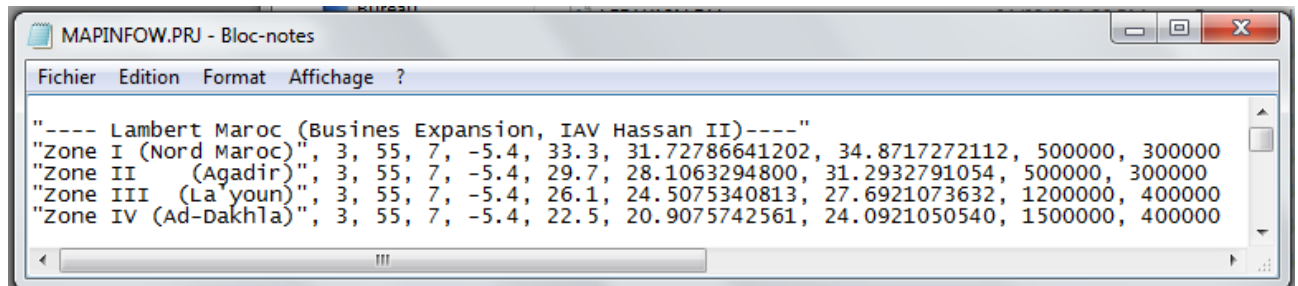 MAPINFOW.PRJ - Bloc-notes
Fichier Edition Format Affichage ?
"---- Lambert Maroc (Busines Expansion, IAV Hassan II)----"
"Zone I (Nord Maroc)", 3, 55, 7, -5.4, 33.3, 31.72786641202, 34.8717272112, 500000, 300000
"Zone II (Agadir)", 3, 55, 7, -5.4, 29.7, 28.1063294800, 31.2932791054, 500000, 300000
"Zone III (La'youn)", 3, 55, 7, -5.4, 26.1, 24.5075340813, 27.6921073632, 1200000, 400000
"Zone IV (Ad-Dakhla)", 3, 55, 7, -5.4, 22.5, 20.9075742561, 24.0921050540, 1500000, 400000